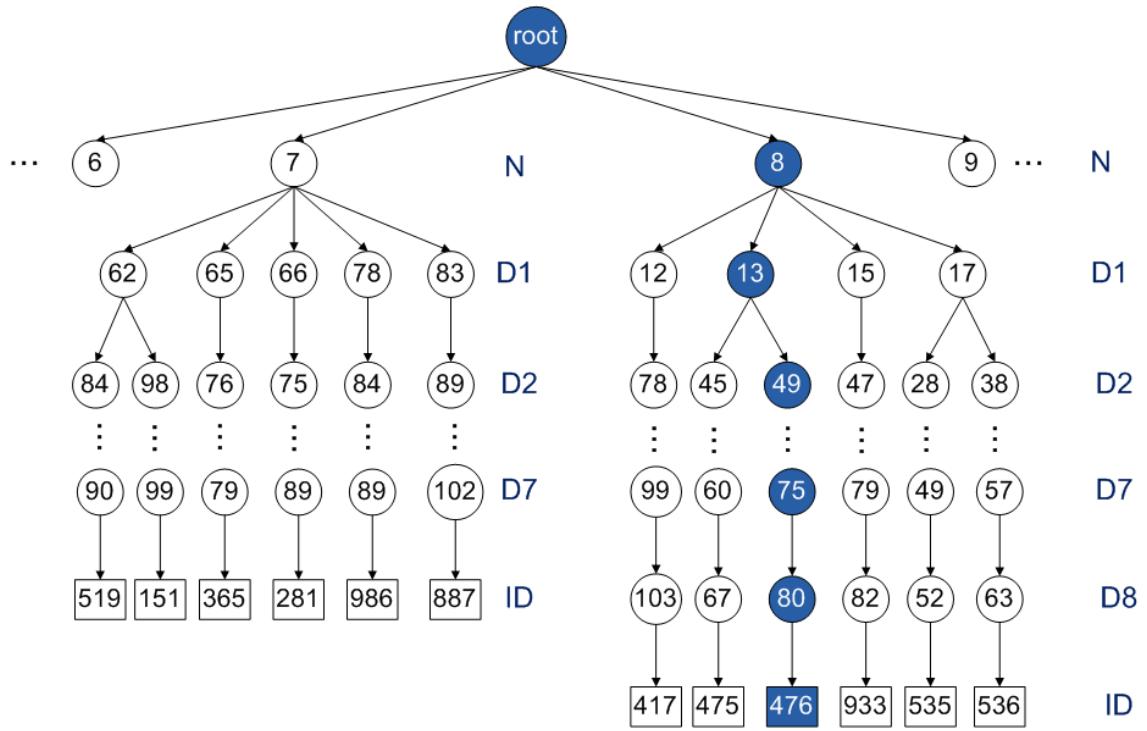 root
... 6 7 N 8 9 ... N
62 65 66 78 83 D1 12 13 15 17 D1
84 98 76 75 84 89 D2 78 45 49 47 28 38 D2
⋮ ⋮ ⋮ ⋮ ⋮ ⋮ ⋮ ⋮ ⋮ ⋮ ⋮ ⋮
90 99 79 89 89 102 D7 99 60 75 79 49 57 D7
519 151 365 281 986 887 ID 103 67 80 82 52 63 D8
417 475 476 933 535 536 ID